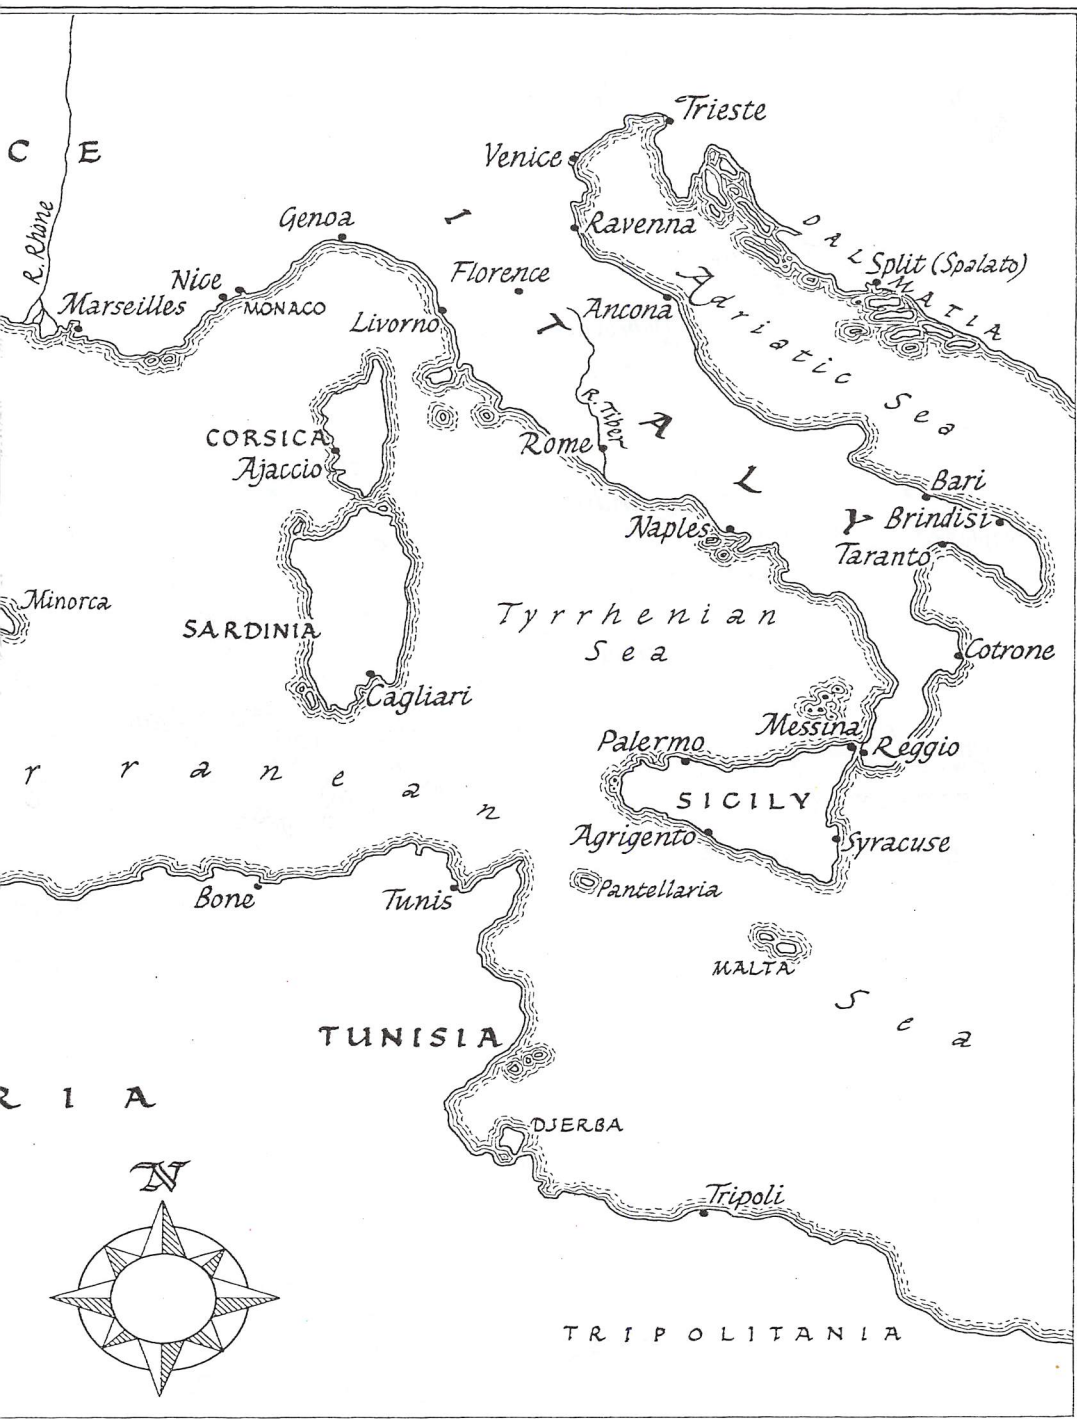 Trieste
C E
Venice
Genoa
I
Ravenna
DALMATIA
R. Rhone
Florence
Split (Spalato)
Nice
MONACO
Marseilles
Livorno
Ancona
Adriatic Sea
T
R. Tiber
A
CORSICA
Ajaccio
Rome
L
Bari
Y
Brindisi
Naples
Taranto
Minorca
Tyrrhenian
Sea
SARDINIA
Cotrone
Cagliari
Messina
Palermo
Reggio
r ranean
SICILY
Agrigento
Syracuse
Bone
Tunis
Pantellaria
MALTA
Sea
TUNISIA
RIA
DJERBA
N
Tripoli
TRIPOLITANIA